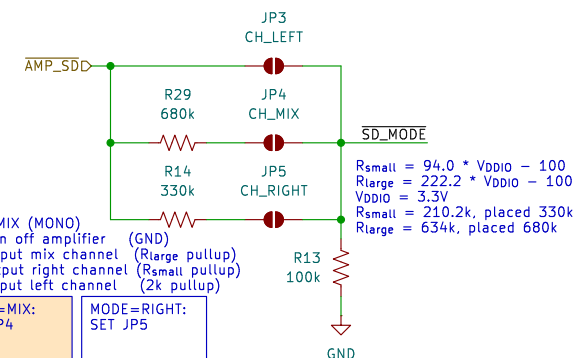 JP3
CH_LEFT
AMP_SD
R29
680k
JP4
CH_MIX
SD_MODE
R14
330k
JP5
CH_RIGHT
Rsmall = 94.0 * VDDIO - 100
Rlarge = 222.2 * VDDIO - 100
VDDIO = 3.3V
Rsmall = 210.2k, placed 330k
Rlarge = 634k, placed 680k
MIX (MONO)
n off amplifier (GND)
put mix channel (Rlarge pullup)
tput right channel (Rsmall pullup)
put left channel (2k pullup)
R13
100k
=MIX:
P4
MODE=RIGHT:
SET JP5
GND